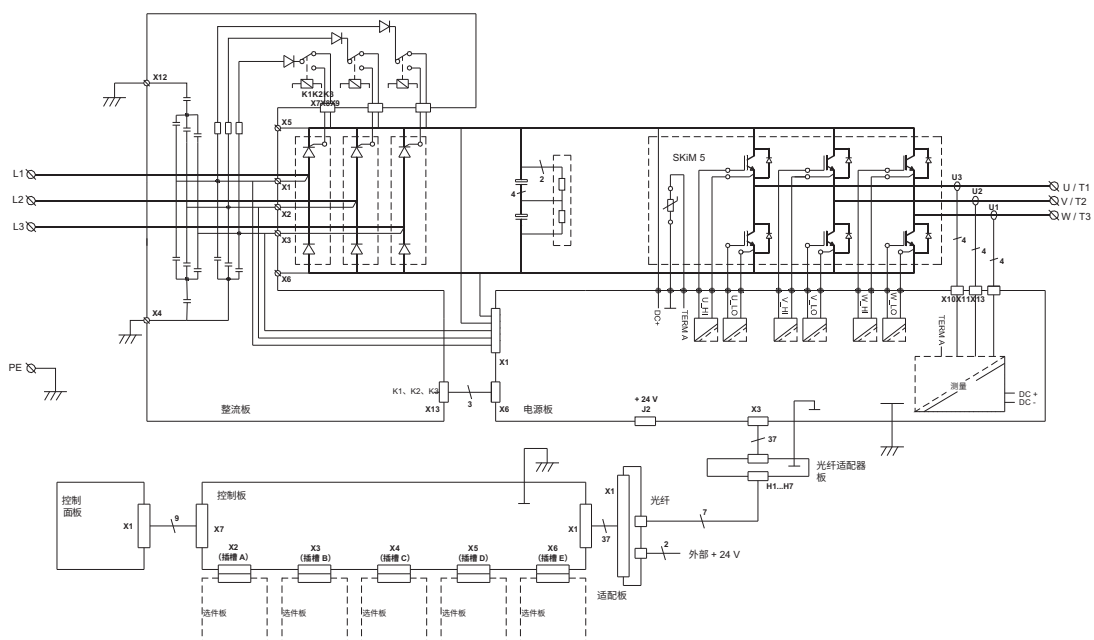 X12
K1K2K3
X7X8X9
X5
SKiM 5
L1
X1
L2
X2
L3
X3
X6
2
4
U3
U2
U1
U / T1
V / T2
W / T3
4
4
4
X4
DC+
TERM A
U_HI
U_LO
V_HI
V_LO
W_HI
W_LO
X10X11X13
TERM A
X1
PE
K1、K2、K3
3
X13
X6
整流板
电源板
+ 24 V
J2
X3
测量
DC +
DC -
37
光纤适配器
板
H1...H7
控制
面板
X1
9
X7
控制板
X1
37
X1
光纤
7
2
外部 + 24 V
适配板
X2
(插槽 A)
X3
(插槽 B)
X4
(插槽 C)
X5
(插槽 D)
X6
(插槽 E)
选件板
选件板
选件板
选件板
选件板